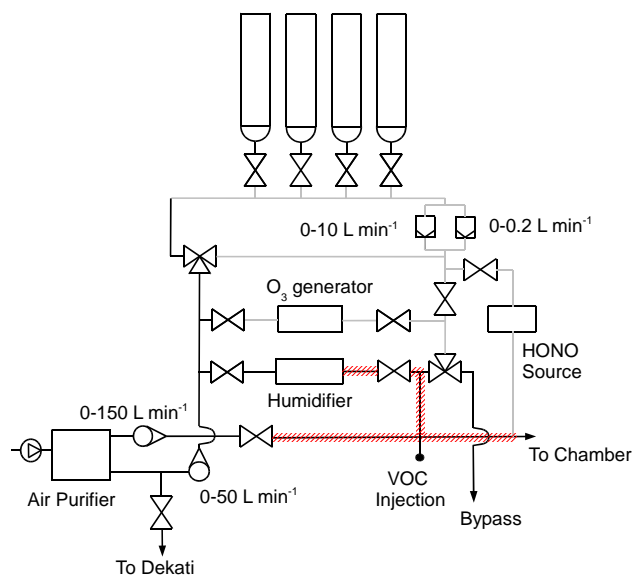 0-10 L min⁻¹
0-0.2 L min⁻¹
O₃ generator
HONO
Source
Humidifier
0-150 L min⁻¹
To Chamber
Air Purifier
0-50 L min⁻¹
VOC
Injection
Bypass
To Dekati